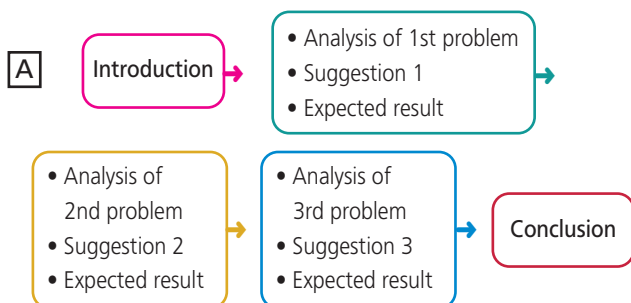 A
Introduction
• Analysis of 1st problem
• Suggestion 1
• Expected result
• Analysis of
2nd problem
• Suggestion 2
• Expected result
• Analysis of
3rd problem
• Suggestion 3
• Expected result
Conclusion